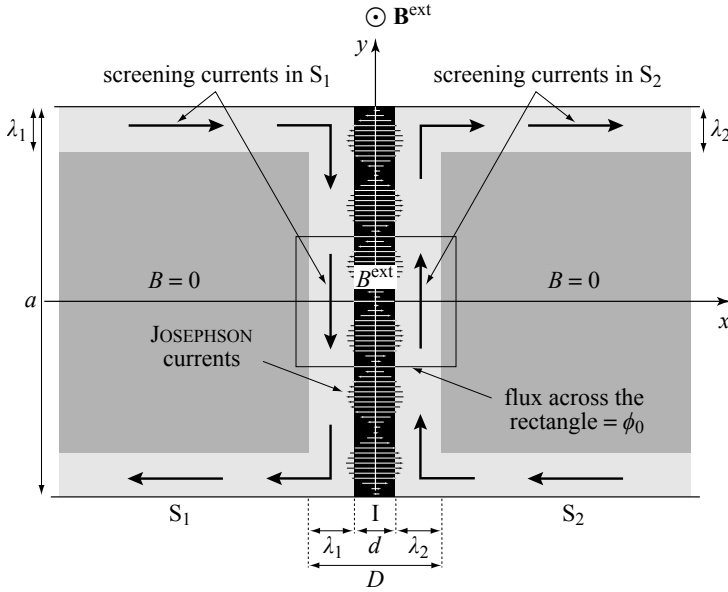 ⊙ B^ext
y
screening currents in S₁
screening currents in S₂
λ₁
λ₂
B = 0
B^ext
B = 0
a
x
JOSEPHSON
currents
flux across the
rectangle = ϕ₀
S₁
I
S₂
λ₁
d
λ₂
D